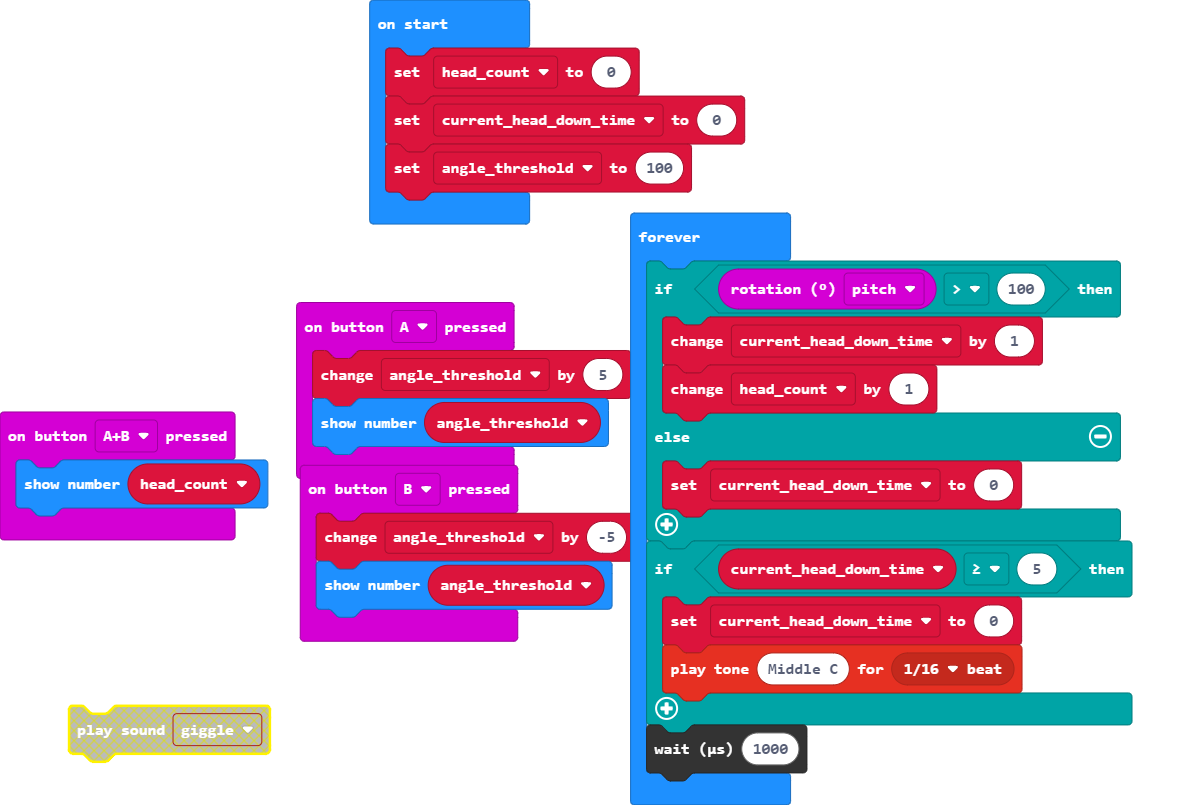 on start
set head_count to 0
set current_head_down_time to 0
set angle_threshold to 100
forever
if rotation (º) pitch > 100 then
change current_head_down_time by 1
change head_count by 1
else
set current_head_down_time to 0
if current_head_down_time ≥ 5 then
set current_head_down_time to 0
play tone Middle C for 1/16 beat
wait (µs) 1000
on button A pressed
change angle_threshold by 5
show number angle_threshold
on button B pressed
change angle_threshold by -5
show number angle_threshold
on button A+B pressed
show number head_count
play sound giggle